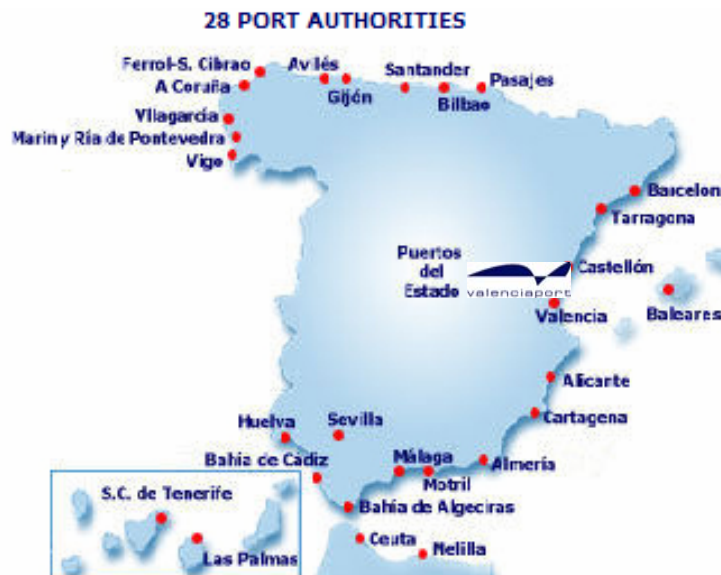 28 PORT AUTHORITIES
Ferrol-S. Cibrao
Avilés
Santander
A Coruña
Gijón
Pasajes
Bilbao
Vilagarcía
Marin y Ría de Pontevedra
Vigo
Barcelon
Tarragona
Puertos
del
Estado
valenciaport
Castellón
Valencia
Baleares
Alicante
Cartagena
Huelva
Sevilla
Bahía de Cádiz
Málaga
Motril
Almería
S.C. de Tenerife
Bahía de Algeciras
Las Palmas
Ceuta
Melilla